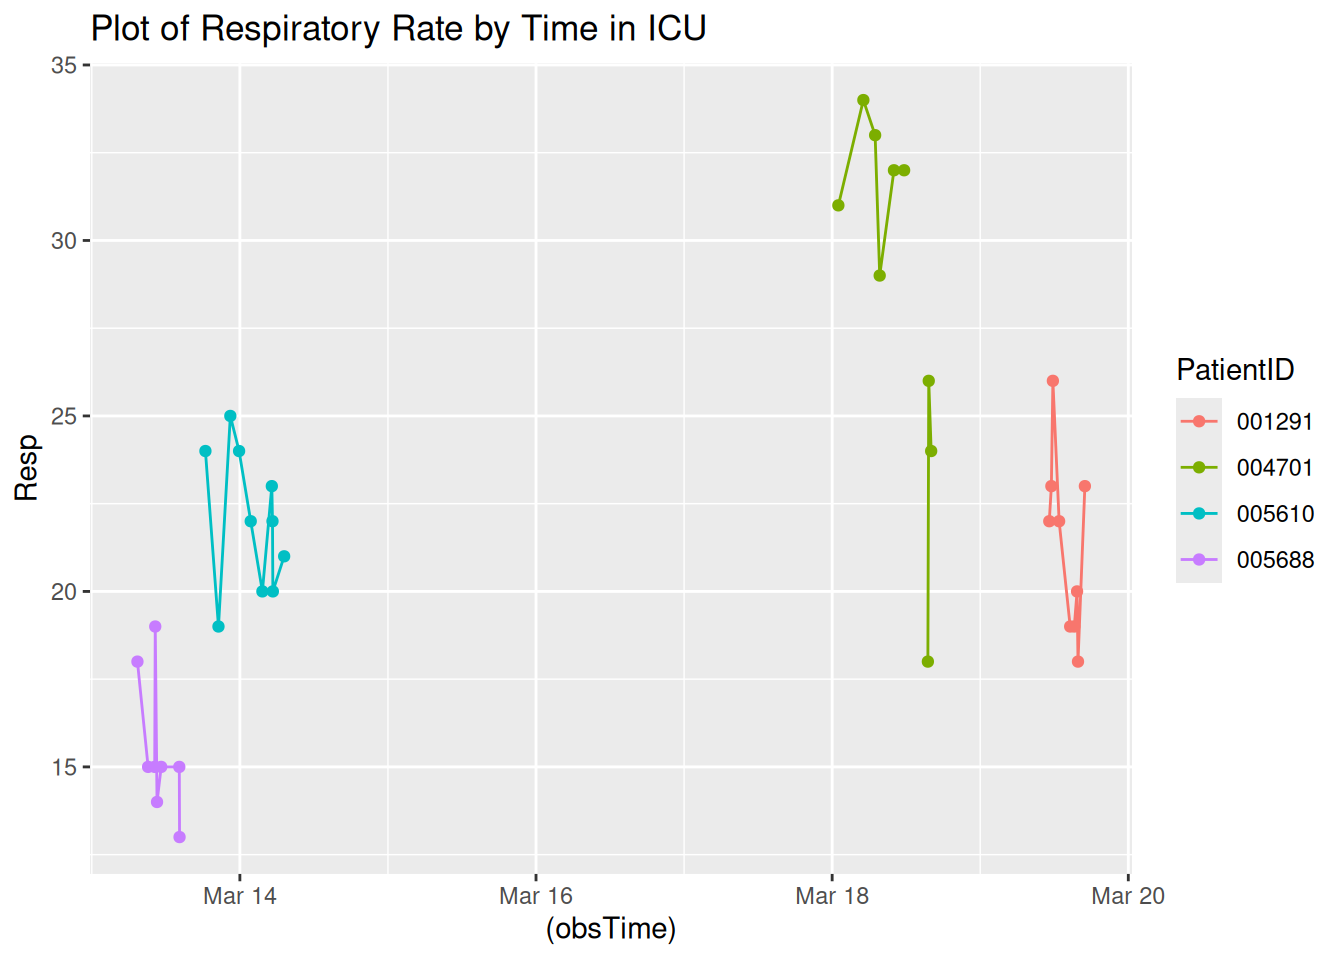 Plot of Respiratory Rate by Time in ICU
35
30
25
20
15
Resp
Mar 14
Mar 16
Mar 18
Mar 20
(obsTime)
PatientID
001291
004701
005610
005688